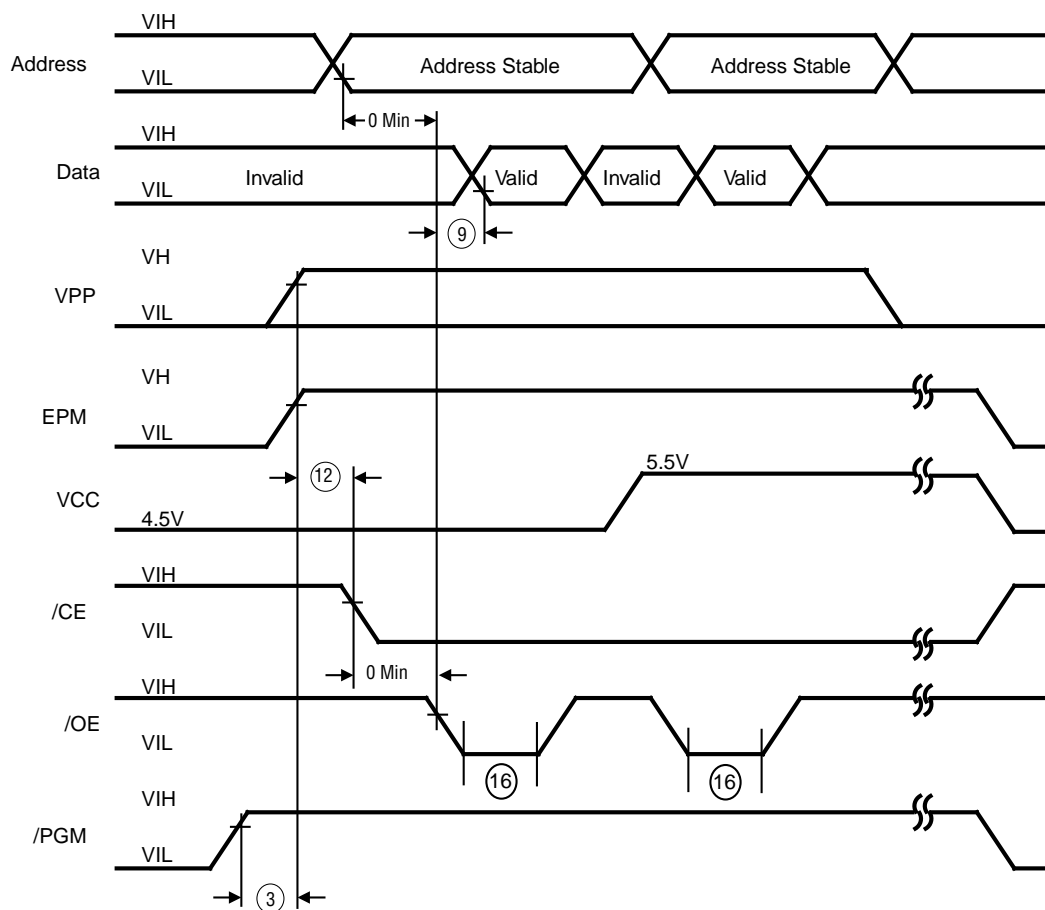 VIH
Address
VIL
Address Stable
Address Stable
0 Min
VIH
Data
VIL
Invalid
Valid
Invalid
Valid
9
VH
VPP
VIL
VH
EPM
VIL
12
5.5V
VCC
4.5V
VIH
/CE
VIL
0 Min
VIH
/OE
VIL
16
16
VIH
/PGM
VIL
3